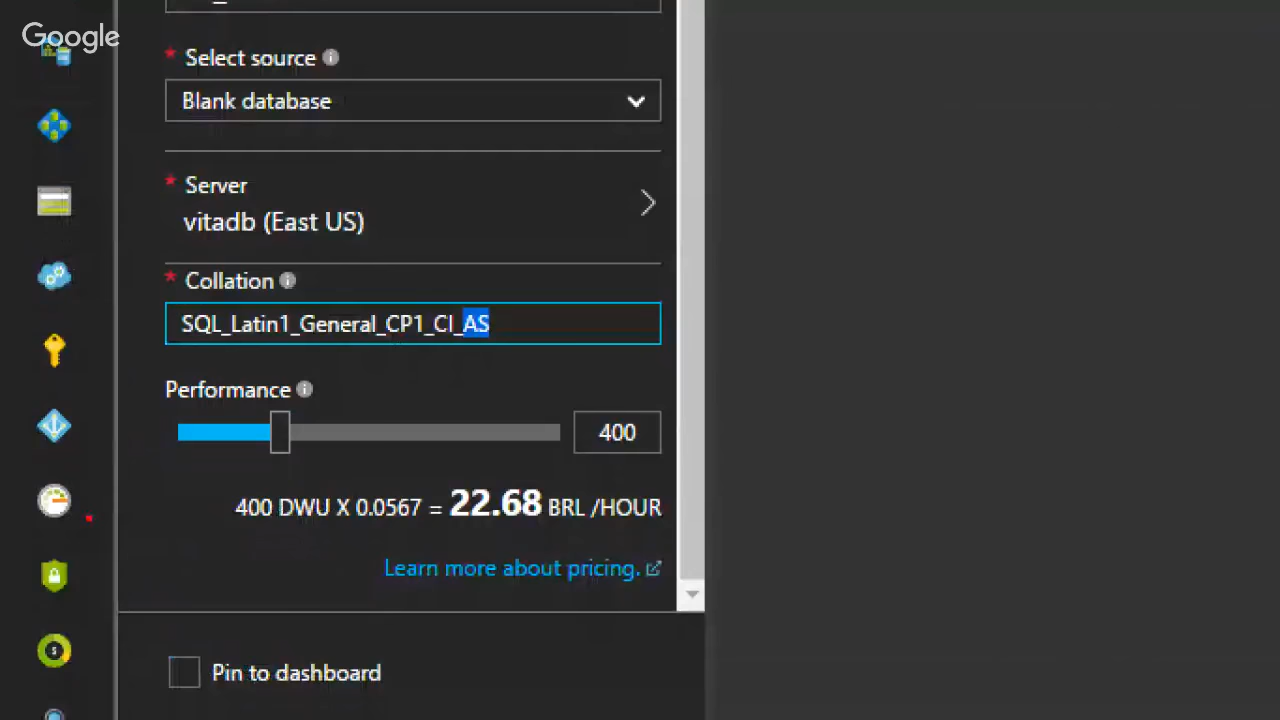 Google
* Select source
Blank database
* Server
vitadb (East US)
* Collation
SQL_Latin1_General_CP1_CI_AS
Performance
400
400 DWU X 0.0567 = 22.68 BRL /HOUR
Learn more about pricing.
Pin to dashboard